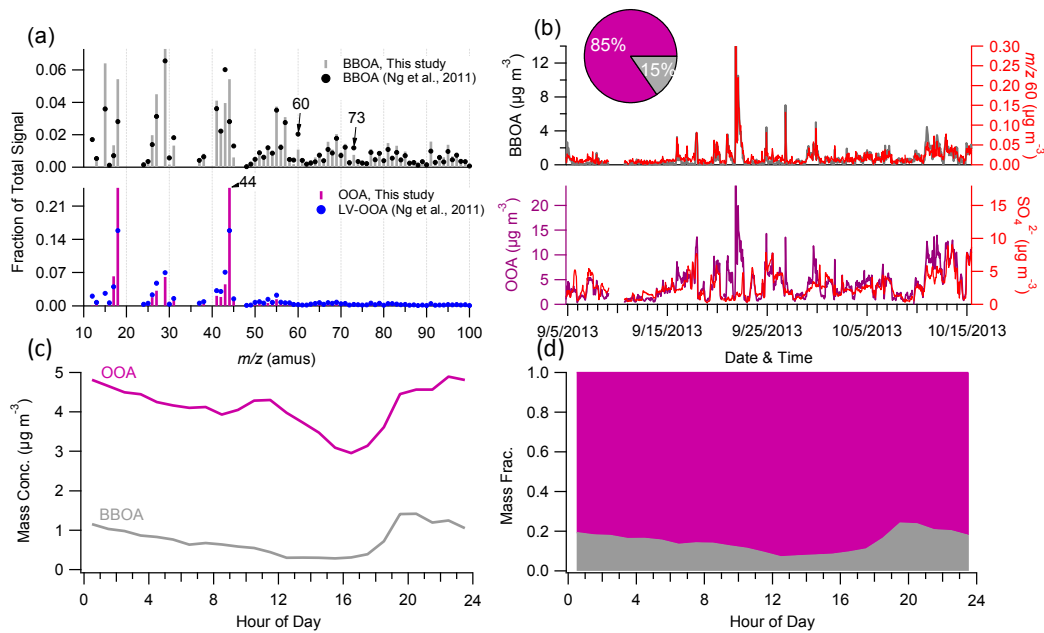 (a)
BBOA, This study
BBOA (Ng et al., 2011)
60
73
0.06
0.04
0.02
0.00
OOA, This study
LV-OOA (Ng et al., 2011)
44
0.21
0.14
0.07
0.00
Fraction of Total Signal
10 20 30 40 50 60 70 80 90 100
m/z (amus)
(b)
85%
15%
12
8
4
0
BBOA (µg m-3)
0.30
0.25
0.20
0.15
0.10
0.05
0.00
m/z 60 (µg m-3)
20
15
10
5
0
OOA (µg m-3)
15
10
5
0
SO42- (µg m-3)
9/5/2013 9/15/2013 9/25/2013 10/5/2013 10/15/2013
Date & Time
(c)
OOA
BBOA
5
4
3
2
1
0
Mass Conc. (µg m-3)
0 4 8 12 16 20 24
Hour of Day
(d)
1.0
0.8
0.6
0.4
0.2
0.0
Mass Frac.
0 4 8 12 16 20 24
Hour of Day